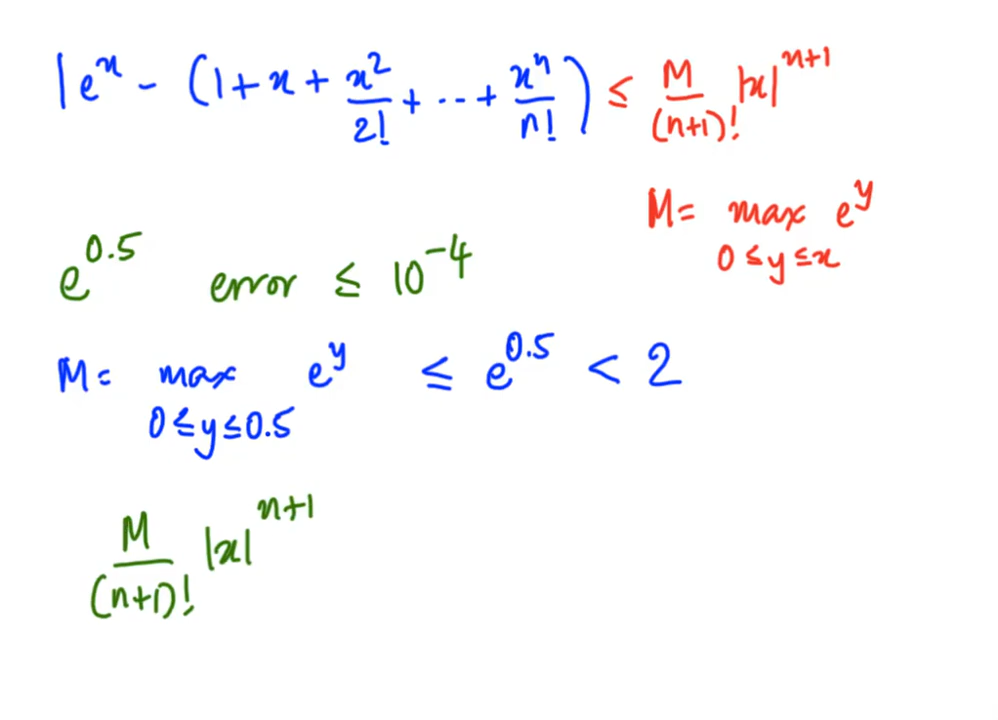 |e^x - (1 + x + x^2/2! + ... + x^n/n!) ≤ M/(n+1)! |x|^{n+1}
M = max e^y
0 ≤ y ≤ x
e^{0.5} error ≤ 10^{-4}
M = max e^y ≤ e^{0.5} < 2
0 ≤ y ≤ 0.5
M/(n+1)! |x|^{n+1}